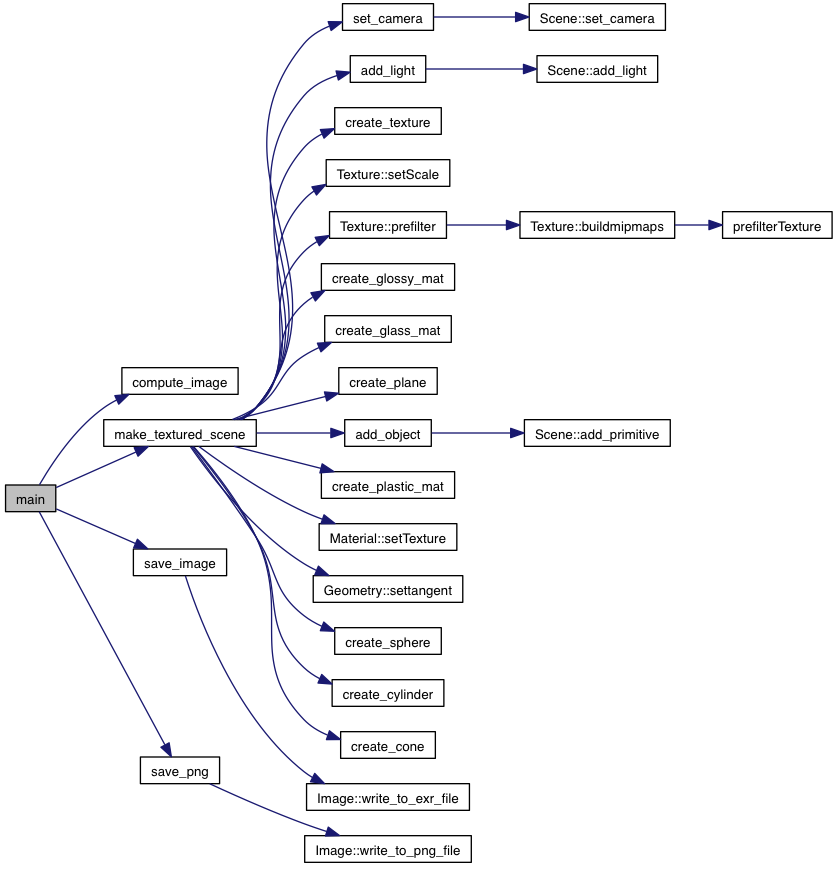 set_camera
Scene::set_camera
add_light
Scene::add_light
create_texture
Texture::setScale
Texture::prefilter
Texture::buildmipmaps
prefilterTexture
create_glossy_mat
create_glass_mat
compute_image
create_plane
make_textured_scene
add_object
Scene::add_primitive
create_plastic_mat
main
Material::setTexture
save_image
Geometry::settangent
create_sphere
create_cylinder
create_cone
save_png
Image::write_to_exr_file
Image::write_to_png_file